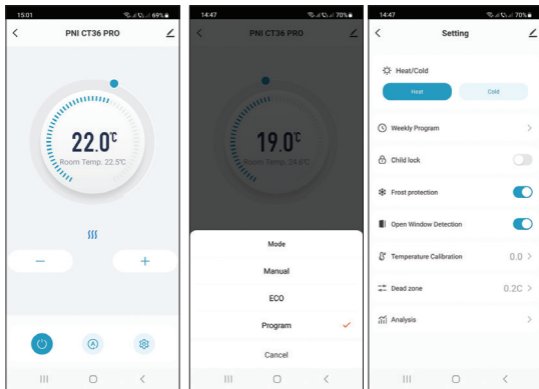 15:01
69%
PNI CT36 PRO
22.0℃
Room Temp. 22.5℃
A
14:47
70%
PNI CT36 PRO
19.0℃
Room Temp. 24.6℃
Mode
Manual
ECO
Program
Cancel
14:47
70%
Setting
Heat/Cold
Heat
Cold
Weekly Program
Child lock
Frost protection
Open Window Detection
Temperature Calibration 0.0
Dead zone 0.2C
Analysis